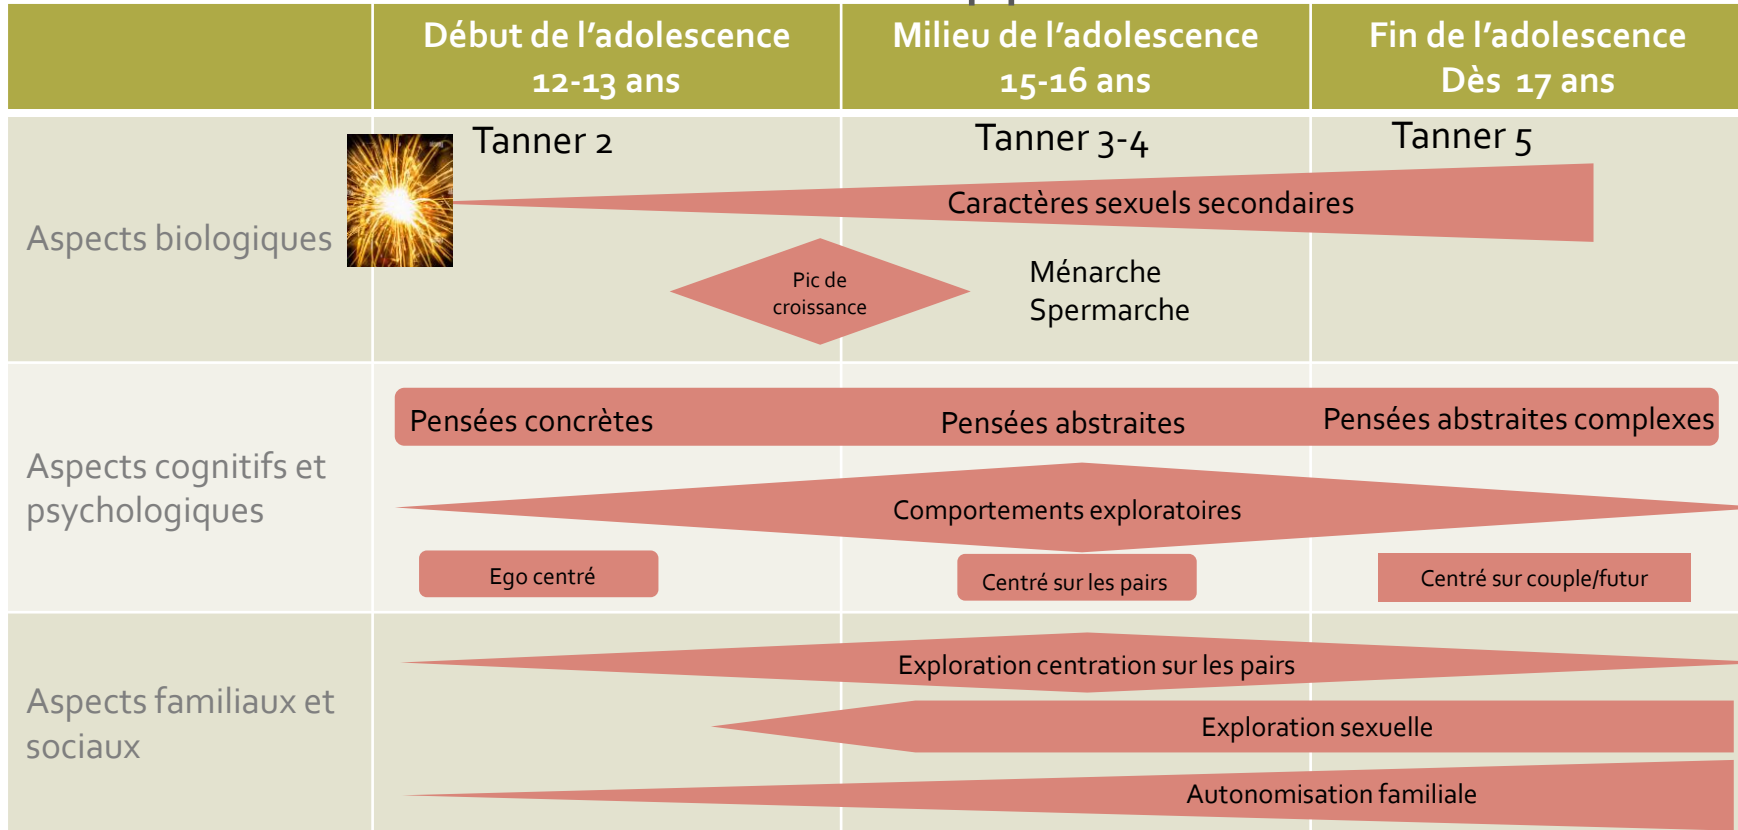 Début de l'adolescence
12-13 ans
Milieu de l'adolescence
15-16 ans
Fin de l'adolescence
Dès 17 ans
Aspects biologiques
Tanner 2
Tanner 3-4
Tanner 5
Caractères sexuels secondaires
Pic de
croissance
Ménarche
Spermarche
Aspects cognitifs et
psychologiques
Pensées concrètes
Pensées abstraites
Pensées abstraites complexes
Comportements exploratoires
Ego centré
Centré sur les pairs
Centré sur couple/futur
Aspects familiaux et
sociaux
Exploration centration sur les pairs
Exploration sexuelle
Autonomisation familiale